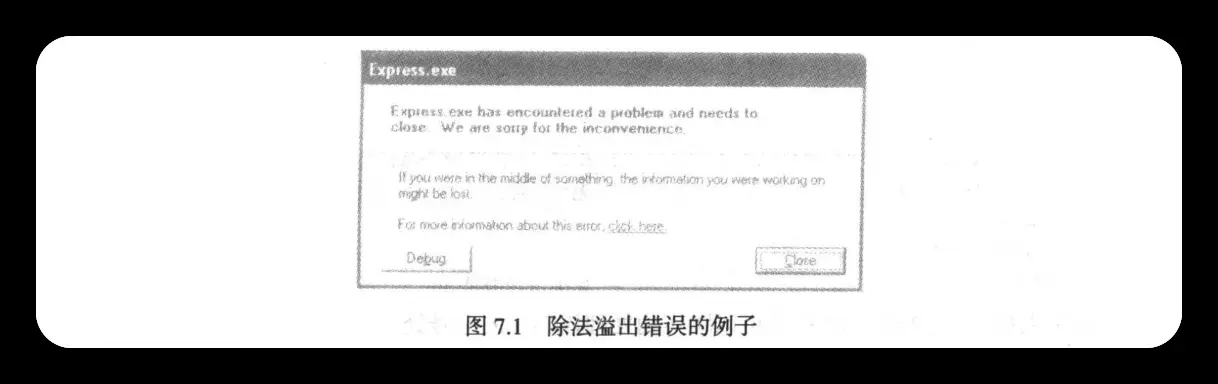 Express.exe
Express.exe has encountered a problem and needs to
close. We are sorry for the inconvenience.
If you were in the middle of something, the information you were working on
might be lost.
For more information about this error, click here.
Debug
Close
图 7.1 除法溢出错误的例子